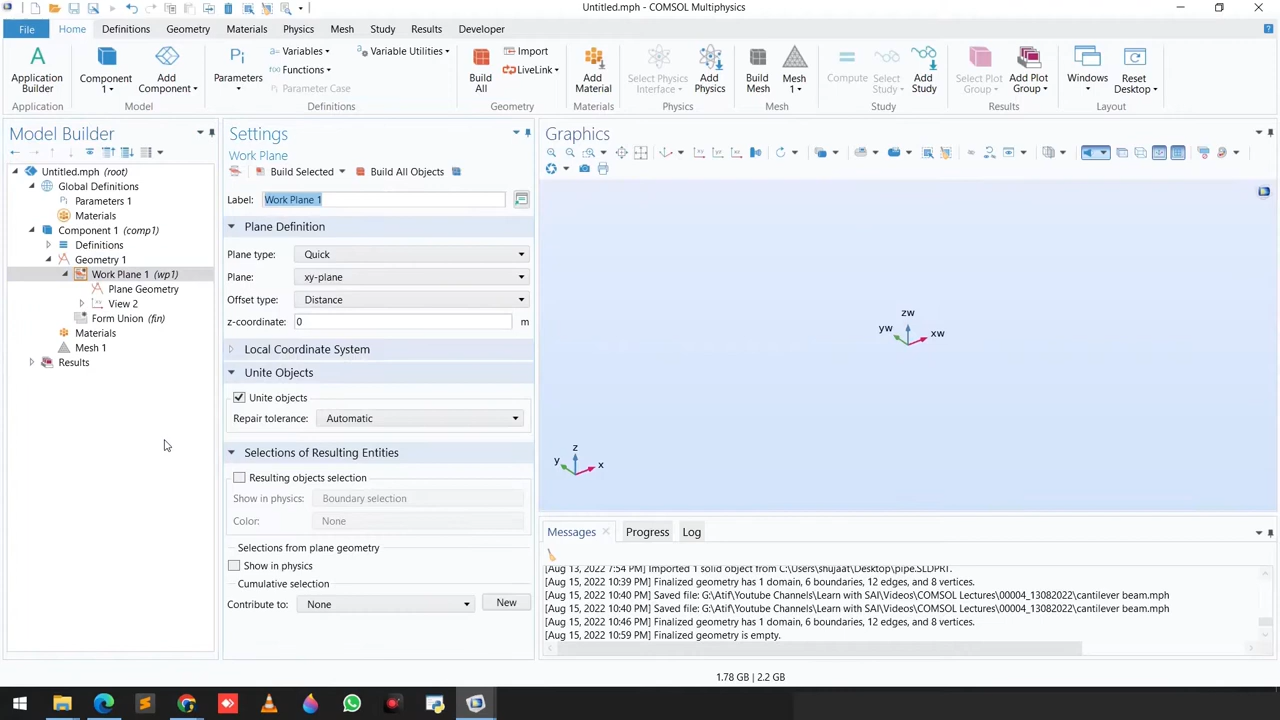 Untitled.mph - COMSOL Multiphysics
File
Home
Definitions
Geometry
Materials
Physics
Mesh
Study
Results
Developer
Application Builder
Component 1
Add Component
Parameters
Variables
Functions
Parameter Case
Variable Utilities
Build All
Import
LiveLink
Add Material
Select Physics Interface
Add Physics
Build Mesh
Mesh 1
Compute
Select Study
Add Study
Select Plot Group
Add Plot Group
Windows
Reset Desktop
Application
Model
Definitions
Geometry
Materials
Physics
Mesh
Study
Results
Layout
Model Builder
Untitled.mph (root)
Global Definitions
Parameters 1
Materials
Component 1 (comp1)
Definitions
Geometry 1
Work Plane 1 (wp1)
Plane Geometry
View 2
Form Union (fin)
Materials
Mesh 1
Results
Settings
Work Plane
Build Selected
Build All Objects
Label: Work Plane 1
Plane Definition
Plane type: Quick
Plane: xy-plane
Offset type: Distance
z-coordinate: 0 m
Local Coordinate System
Unite Objects
Unite objects
Repair tolerance: Automatic
Selections of Resulting Entities
Resulting objects selection
Show in physics: Boundary selection
Color: None
Selections from plane geometry
Show in physics
Cumulative selection
Contribute to: None New
Graphics
zw
yw
xw
z
y
x
Messages
Progress
Log
[Aug 13, 2022 7:54 PM] Imported 1 solid object from C:\Users\shujaat\Desktop\pipe.SLDPRT.
[Aug 15, 2022 10:39 PM] Finalized geometry has 1 domain, 6 boundaries, 12 edges, and 8 vertices.
[Aug 15, 2022 10:40 PM] Saved file: G:\Atif\Youtube Channels\Learn with SAI\Videos\COMSOL Lectures\00004_13082022\cantilever beam.mph
[Aug 15, 2022 10:40 PM] Saved file: G:\Atif\Youtube Channels\Learn with SAI\Videos\COMSOL Lectures\00004_13082022\cantilever beam.mph
[Aug 15, 2022 10:46 PM] Finalized geometry has 1 domain, 6 boundaries, 12 edges, and 8 vertices.
[Aug 15, 2022 10:59 PM] Finalized geometry is empty.
1.78 GB | 2.2 GB